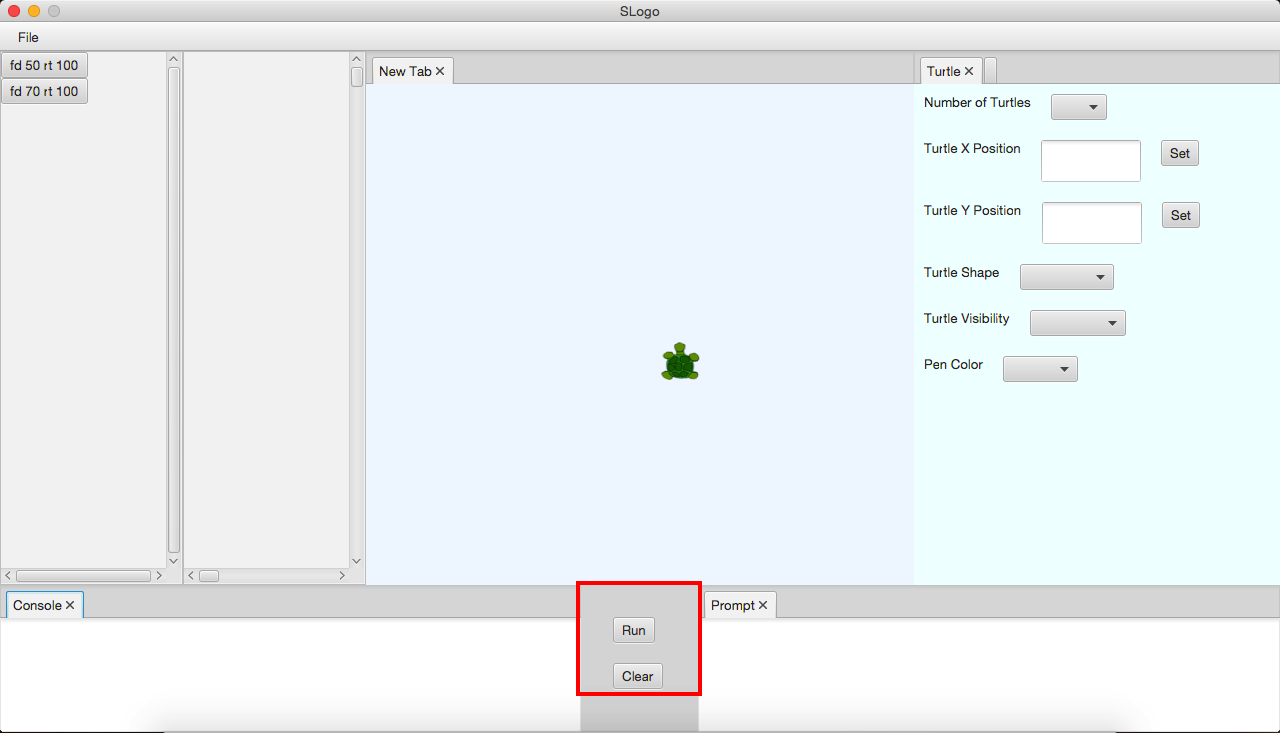 SLogo
File
fd 50 rt 100
fd 70 rt 100
New Tab
Turtle
Number of Turtles
Turtle X Position
Set
Turtle Y Position
Set
Turtle Shape
Turtle Visibility
Pen Color
Console
Run
Clear
Prompt